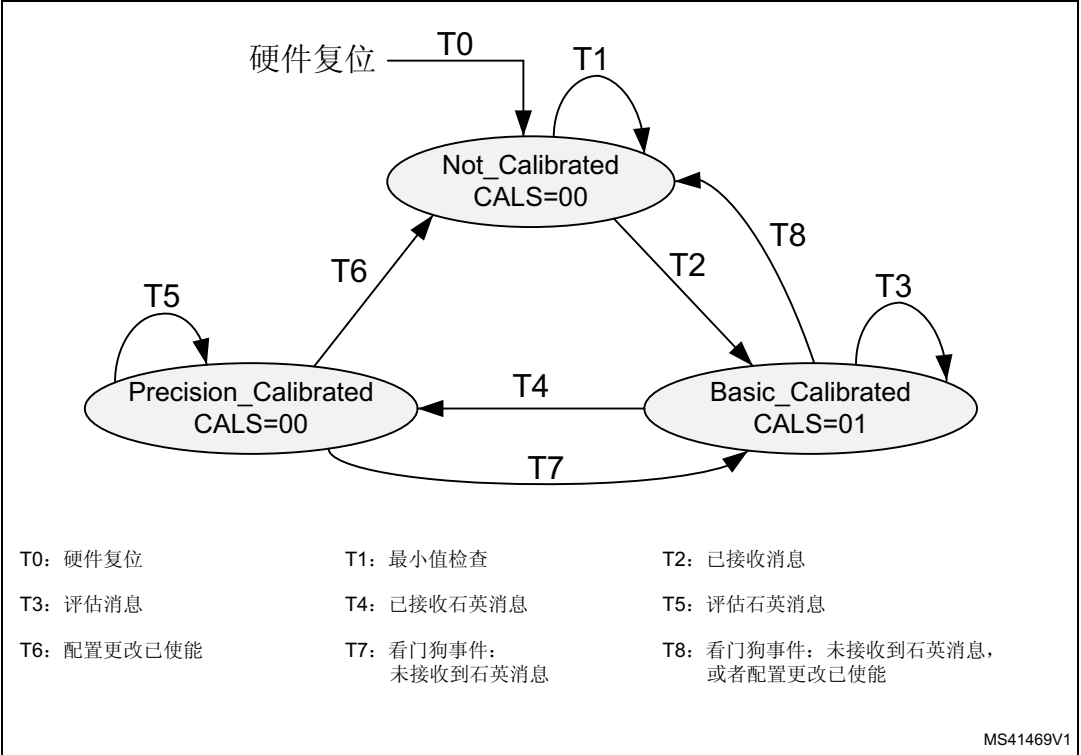 硬件复位
T0
T1
Not_Calibrated
CALS=00
T8
T2
T6
T3
T5
Precision_Calibrated
CALS=00
T4
Basic_Calibrated
CALS=01
T7
T0：硬件复位
T1：最小值检查
T2：已接收消息
T3：评估消息
T4：已接收石英消息
T5：评估石英消息
T6：配置更改已使能
T7：看门狗事件：
未接收到石英消息
T8：看门狗事件：未接收到石英消息，
或者配置更改已使能
MS41469V1